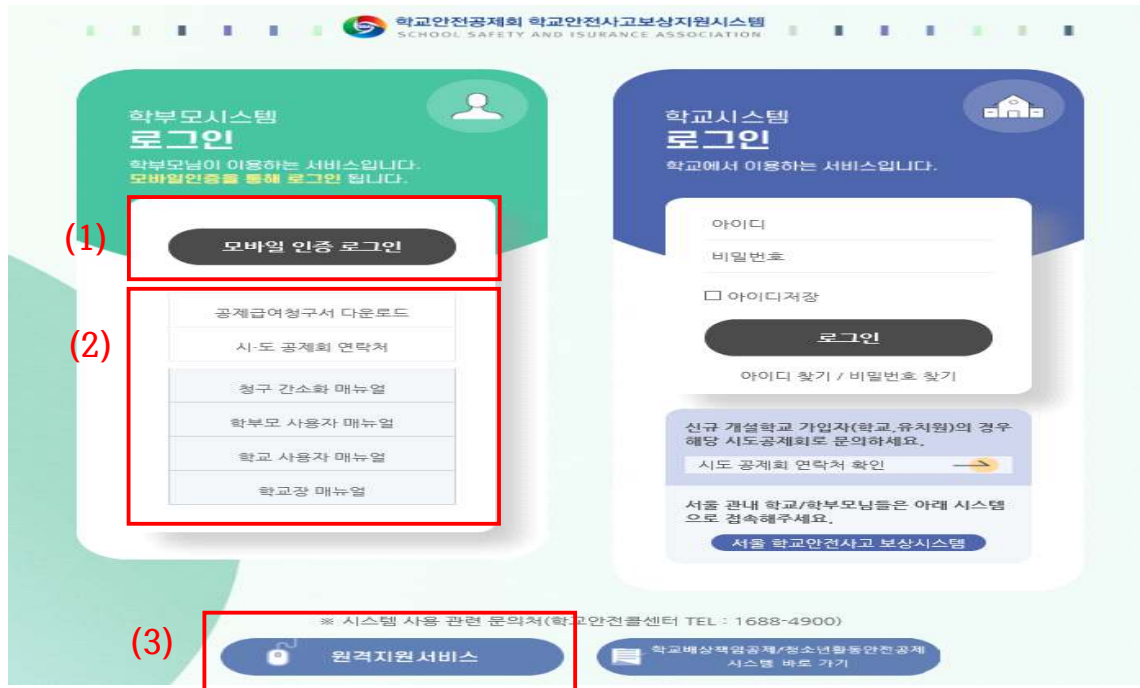 학교안전공제회 학교안전사고보상지원시스템
SCHOOL SAFETY AND ISURANCE ASSOCIATION
학부모시스템
로그인
학부모님이 이용하는 서비스입니다.
모바일인증을 통해 로그인 됩니다.
(1)
모바일 인증 로그인
(2)
공제급여청구서 다운로드
시·도 공제회 연락처
청구 간소화 매뉴얼
학부모 사용자 매뉴얼
학교 사용자 매뉴얼
학교장 매뉴얼
학교시스템
로그인
학교에서 이용하는 서비스입니다.
아이디
비밀번호
아이디저장
로그인
아이디 찾기 / 비밀번호 찾기
신규 개설학교 가입자(학교,유치원)의 경우
해당 시도공제회로 문의하세요.
시도 공제회 연락처 확인
서울 관내 학교/학부모님들은 아래 시스템
으로 접속해주세요.
서울 학교안전사고 보상시스템
※ 시스템 사용 관련 문의처(학교안전콜센터 TEL : 1688-4900)
(3)
원격지원서비스
학교배상책임공제/청소년활동안전공제
시스템 바로 가기